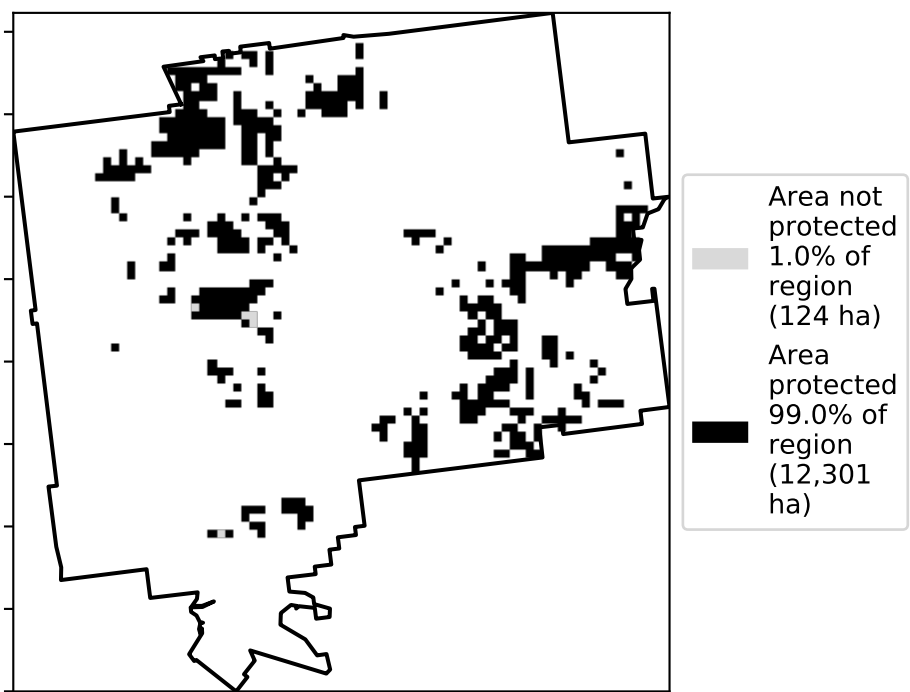 Area not
protected
1.0% of
region
(124 ha)
Area
protected
99.0% of
region
(12,301
ha)